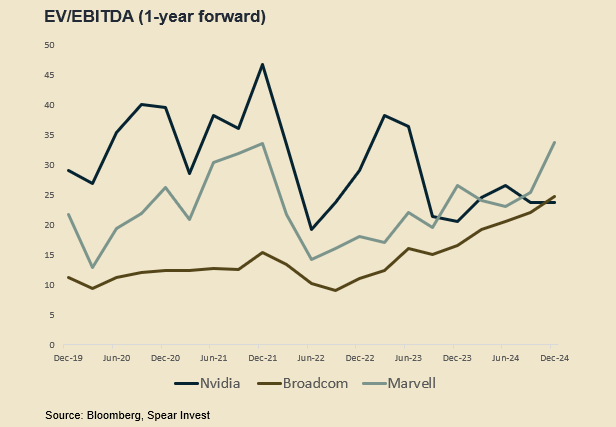 EV/EBITDA (1-year forward)
50
45
40
35
30
25
20
15
10
5
0
Dec-19 Jun-20 Dec-20 Jun-21 Dec-21 Jun-22 Dec-22 Jun-23 Dec-23 Jun-24 Dec-24
Nvidia Broadcom Marvell
Source: Bloomberg, Spear Invest